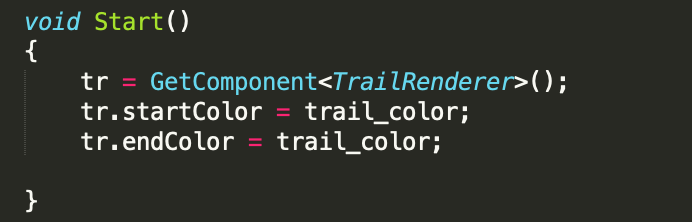 void Start()
{
    tr = GetComponent<TrailRenderer>();
    tr.startColor = trail_color;
    tr.endColor = trail_color;

}